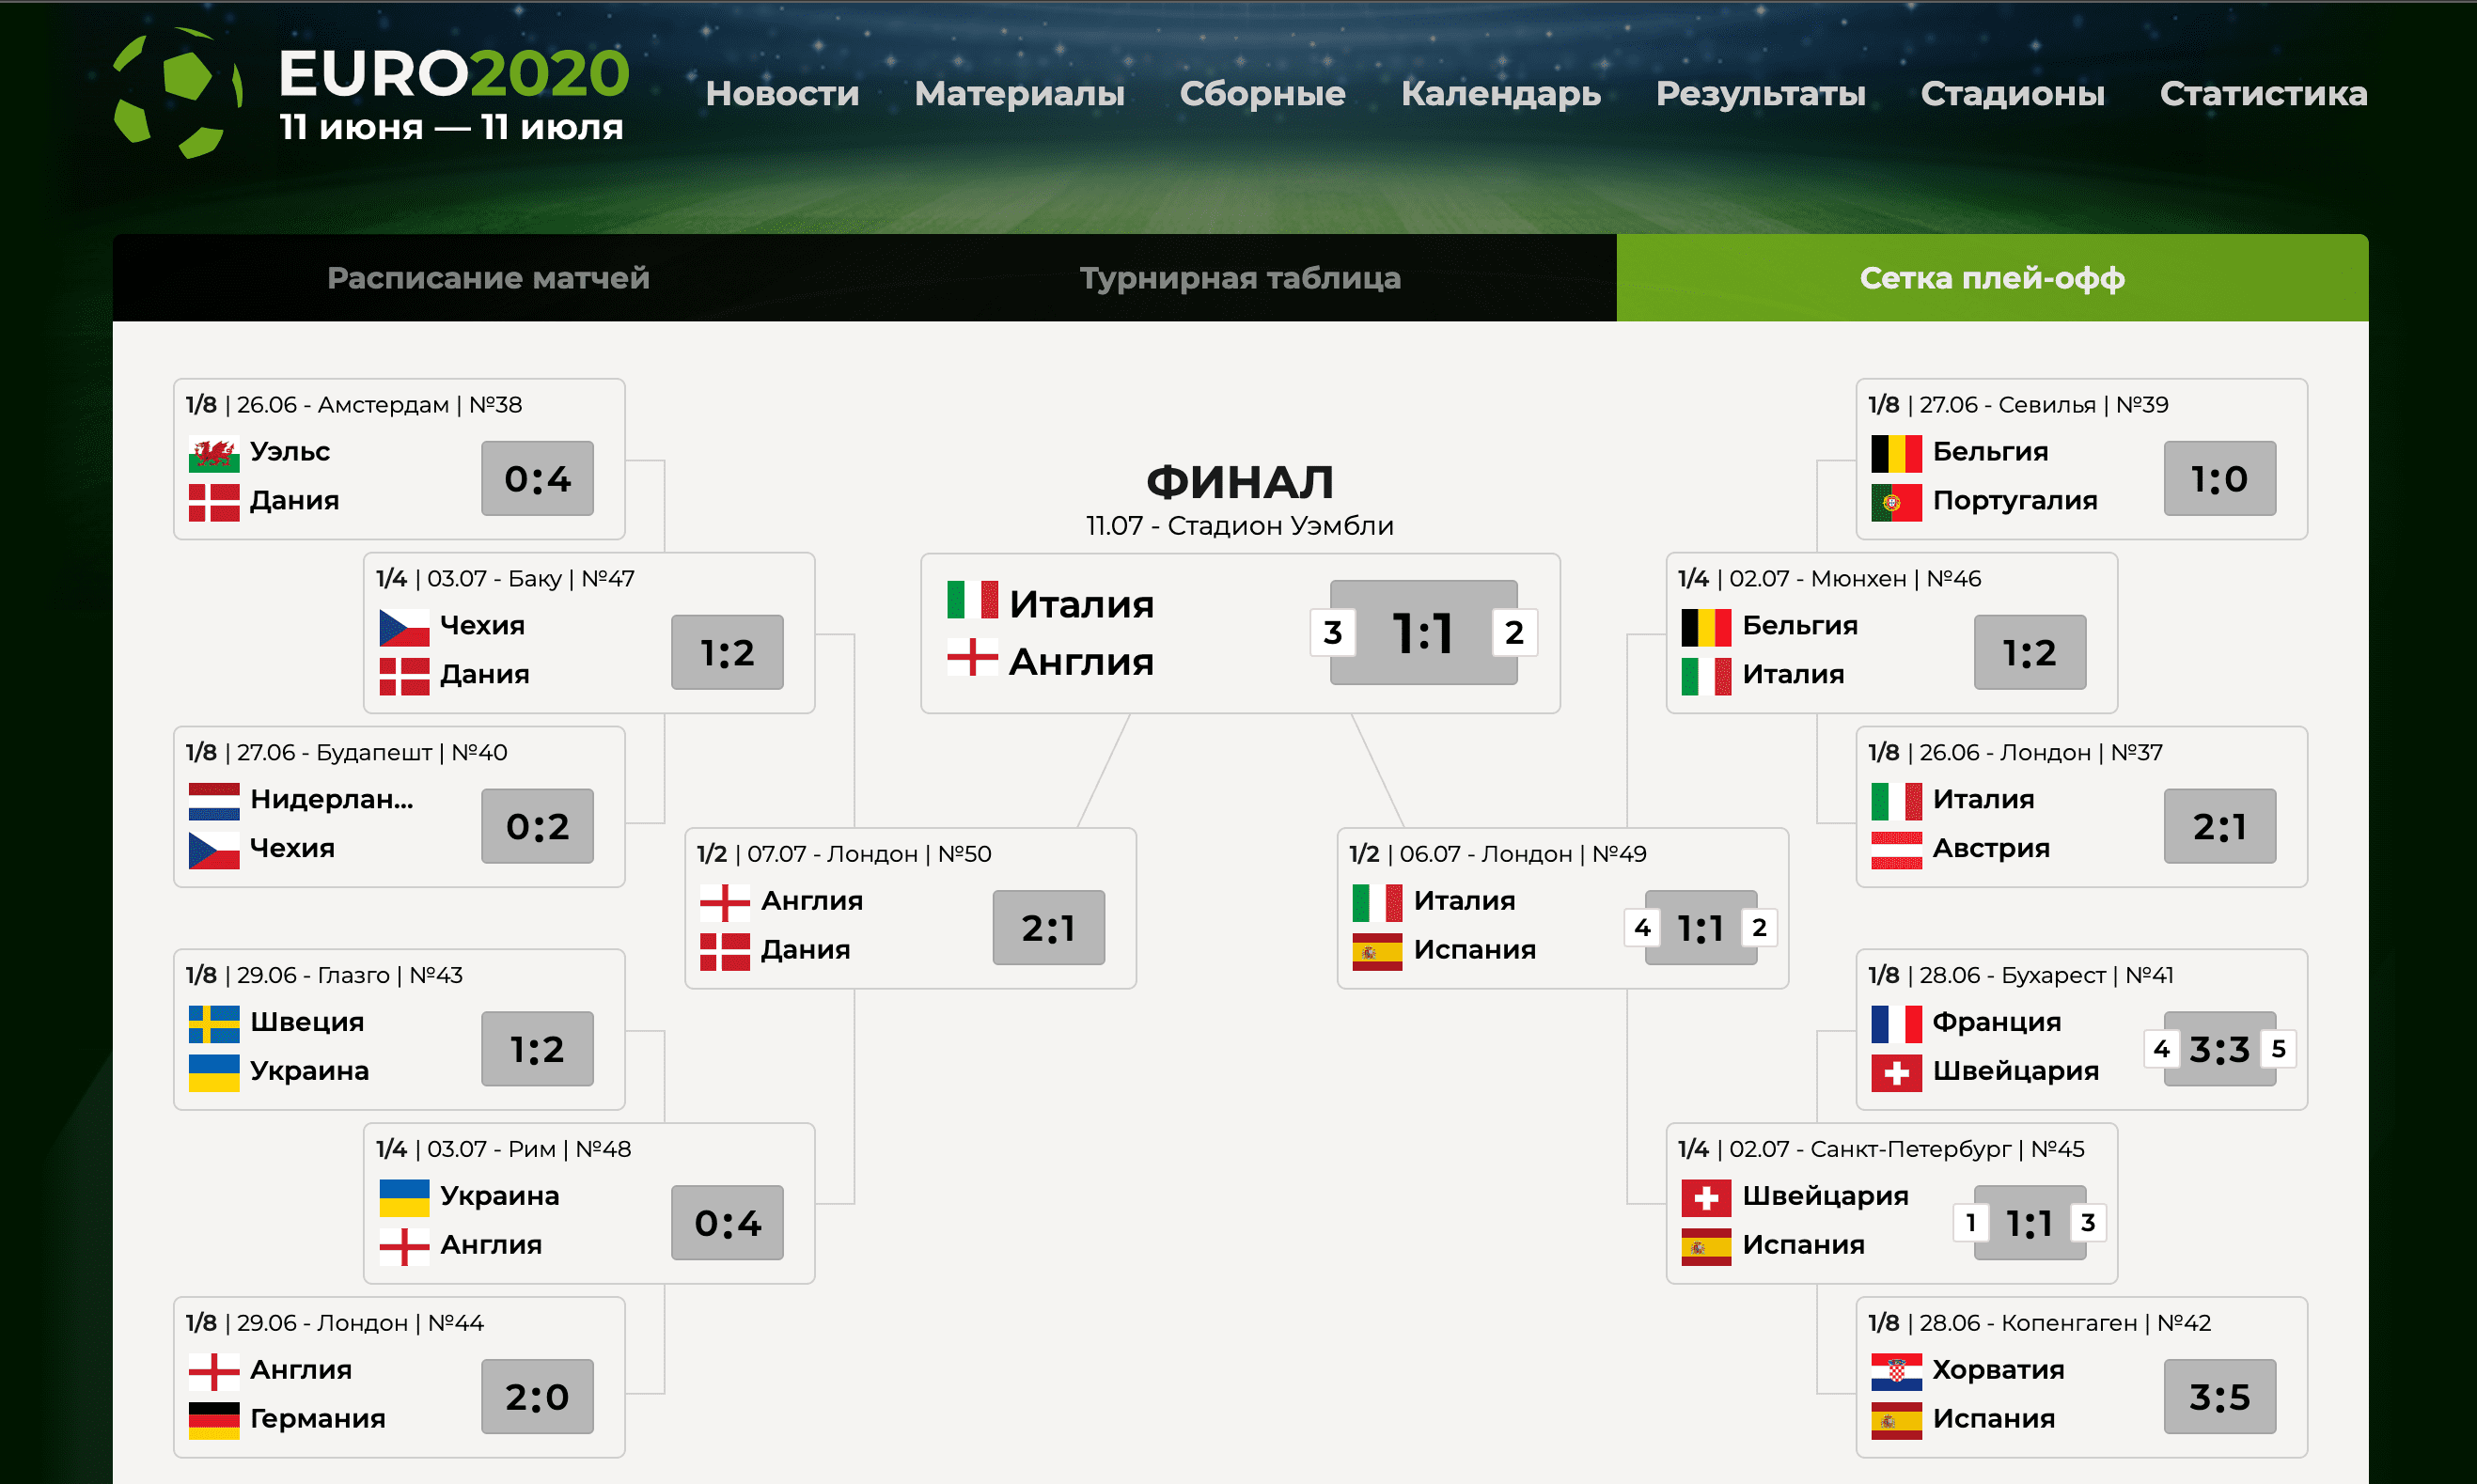 EURO2020
11 июня — 11 июля
Новости
Материалы
Сборные
Календарь
Результаты
Стадионы
Статистика
Расписание матчей
Турнирная таблица
Сетка плей-офф
1/8 | 26.06 - Амстердам | №38
Уэльс
Дания
0:4
1/4 | 03.07 - Баку | №47
Чехия
Дания
1:2
1/8 | 27.06 - Будапешт | №40
Нидерлан...
Чехия
0:2
1/2 | 07.07 - Лондон | №50
Англия
Дания
2:1
1/8 | 29.06 - Глазго | №43
Швеция
Украина
1:2
1/4 | 03.07 - Рим | №48
Украина
Англия
0:4
1/8 | 29.06 - Лондон | №44
Англия
Германия
2:0
ФИНАЛ
11.07 - Стадион Уэмбли
Италия
Англия
3 1:1 2
1/8 | 27.06 - Севилья | №39
Бельгия
Португалия
1:0
1/4 | 02.07 - Мюнхен | №46
Бельгия
Италия
1:2
1/8 | 26.06 - Лондон | №37
Италия
Австрия
2:1
1/2 | 06.07 - Лондон | №49
Италия
Испания
4 1:1 2
1/8 | 28.06 - Бухарест | №41
Франция
Швейцария
4 3:3 5
1/4 | 02.07 - Санкт-Петербург | №45
Швейцария
Испания
1 1:1 3
1/8 | 28.06 - Копенгаген | №42
Хорватия
Испания
3:5